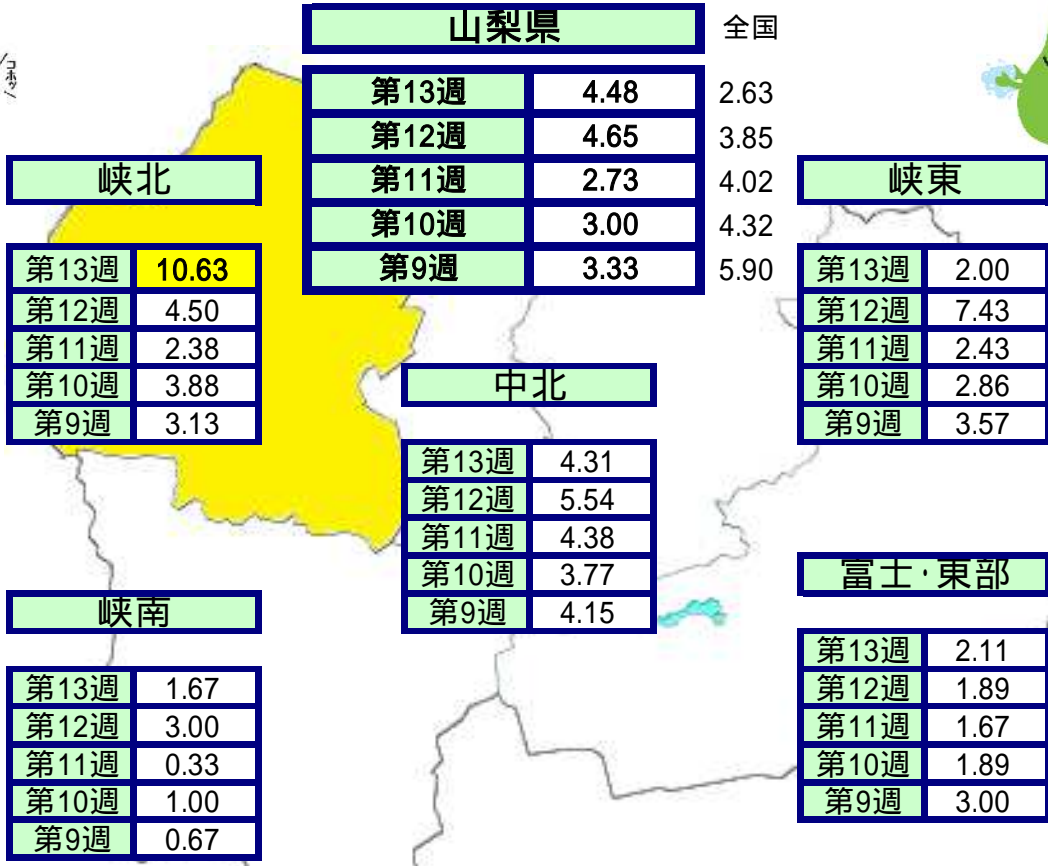 山梨県 全国
第13週 4.48 2.63
第12週 4.65 3.85
第11週 2.73 4.02
第10週 3.00 4.32
第9週 3.33 5.90
コホッ
峡北
第13週 10.63
第12週 4.50
第11週 2.38
第10週 3.88
第9週 3.13
峡東
第13週 2.00
第12週 7.43
第11週 2.43
第10週 2.86
第9週 3.57
中北
第13週 4.31
第12週 5.54
第11週 4.38
第10週 3.77
第9週 4.15
峡南
第13週 1.67
第12週 3.00
第11週 0.33
第10週 1.00
第9週 0.67
富士・東部
第13週 2.11
第12週 1.89
第11週 1.67
第10週 1.89
第9週 3.00